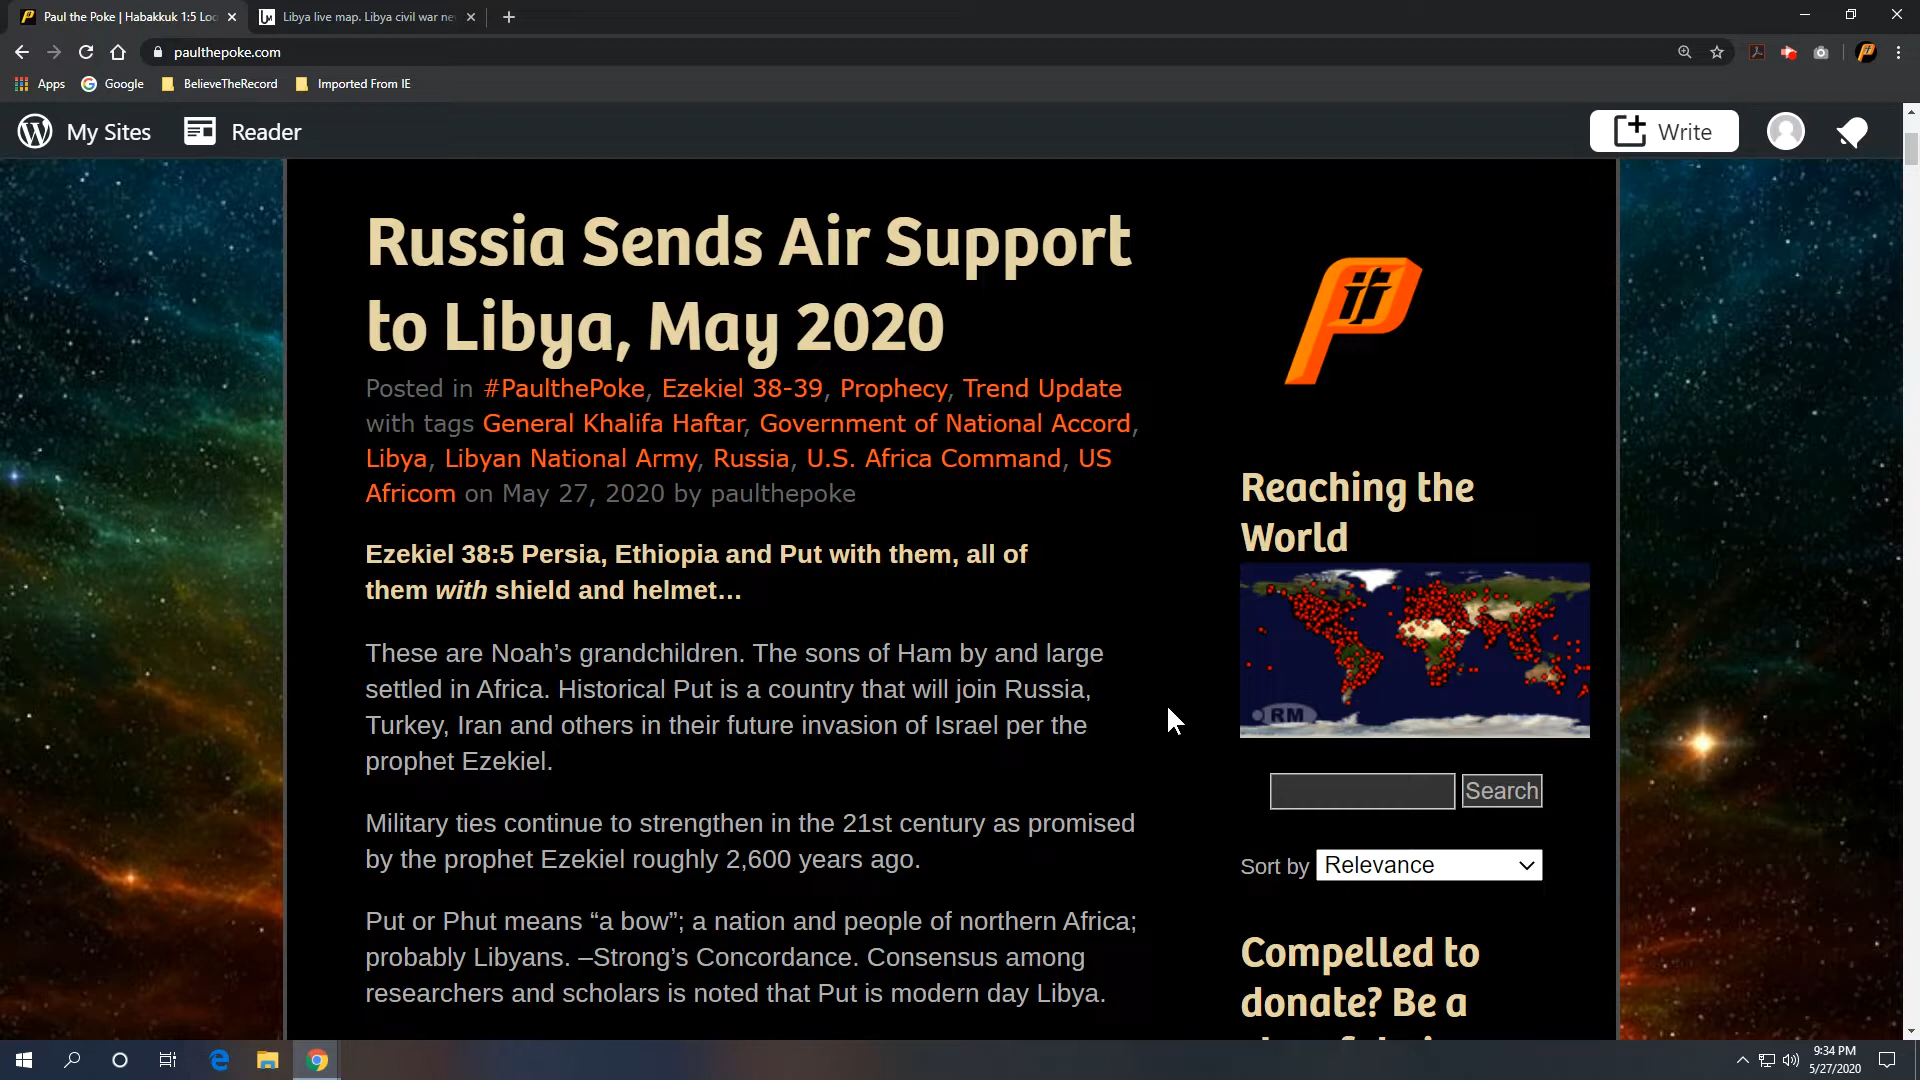 Paul the Poke | Habakkuk 1:5 Loo
Libya live map. Libya civil war ne
paulthepoke.com
Apps
Google
BelieveTheRecord
Imported From IE
My Sites
Reader
Write
Russia Sends Air Support
to Libya, May 2020
Posted in #PaulthePoke, Ezekiel 38-39, Prophecy, Trend Update
with tags General Khalifa Haftar, Government of National Accord,
Libya, Libyan National Army, Russia, U.S. Africa Command, US
Africom on May 27, 2020 by paulthepoke
Ezekiel 38:5 Persia, Ethiopia and Put with them, all of
them with shield and helmet…
These are Noah’s grandchildren. The sons of Ham by and large
settled in Africa. Historical Put is a country that will join Russia,
Turkey, Iran and others in their future invasion of Israel per the
prophet Ezekiel.
Military ties continue to strengthen in the 21st century as promised
by the prophet Ezekiel roughly 2,600 years ago.
Put or Phut means “a bow”; a nation and people of northern Africa;
probably Libyans. –Strong’s Concordance. Consensus among
researchers and scholars is noted that Put is modern day Libya.
Reaching the
World
RM
Search
Sort by Relevance
Compelled to
donate? Be a
9:34 PM
5/27/2020